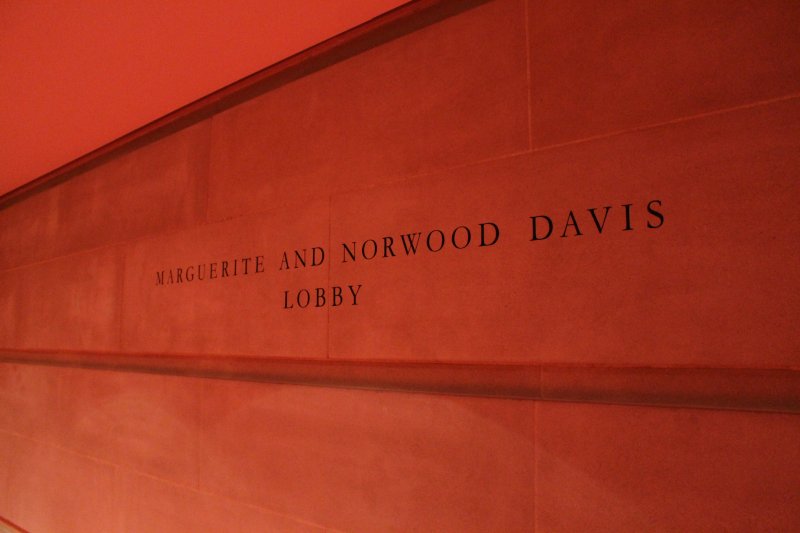 MARGUERITE AND NORWOOD DAVIS
LOBBY